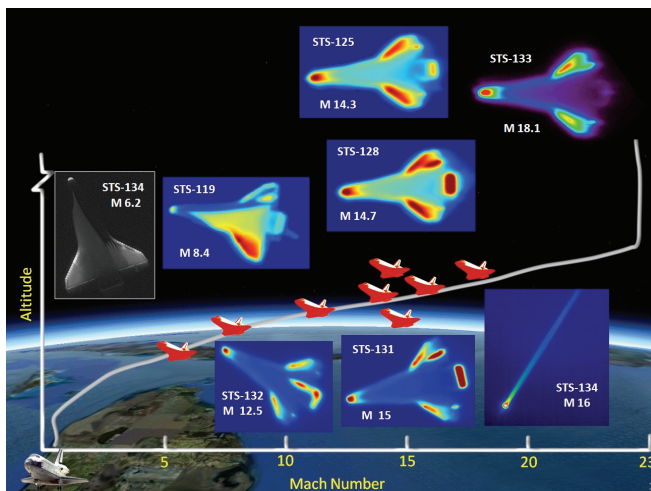 STS-125
M 14.3
STS-133
M 18.1
STS-128
M 14.7
STS-134
M 6.2
STS-119
M 8.4
Altitude
STS-132
M 12.5
STS-131
M 15
STS-134
M 16
5
10
15
20
23
Mach Number